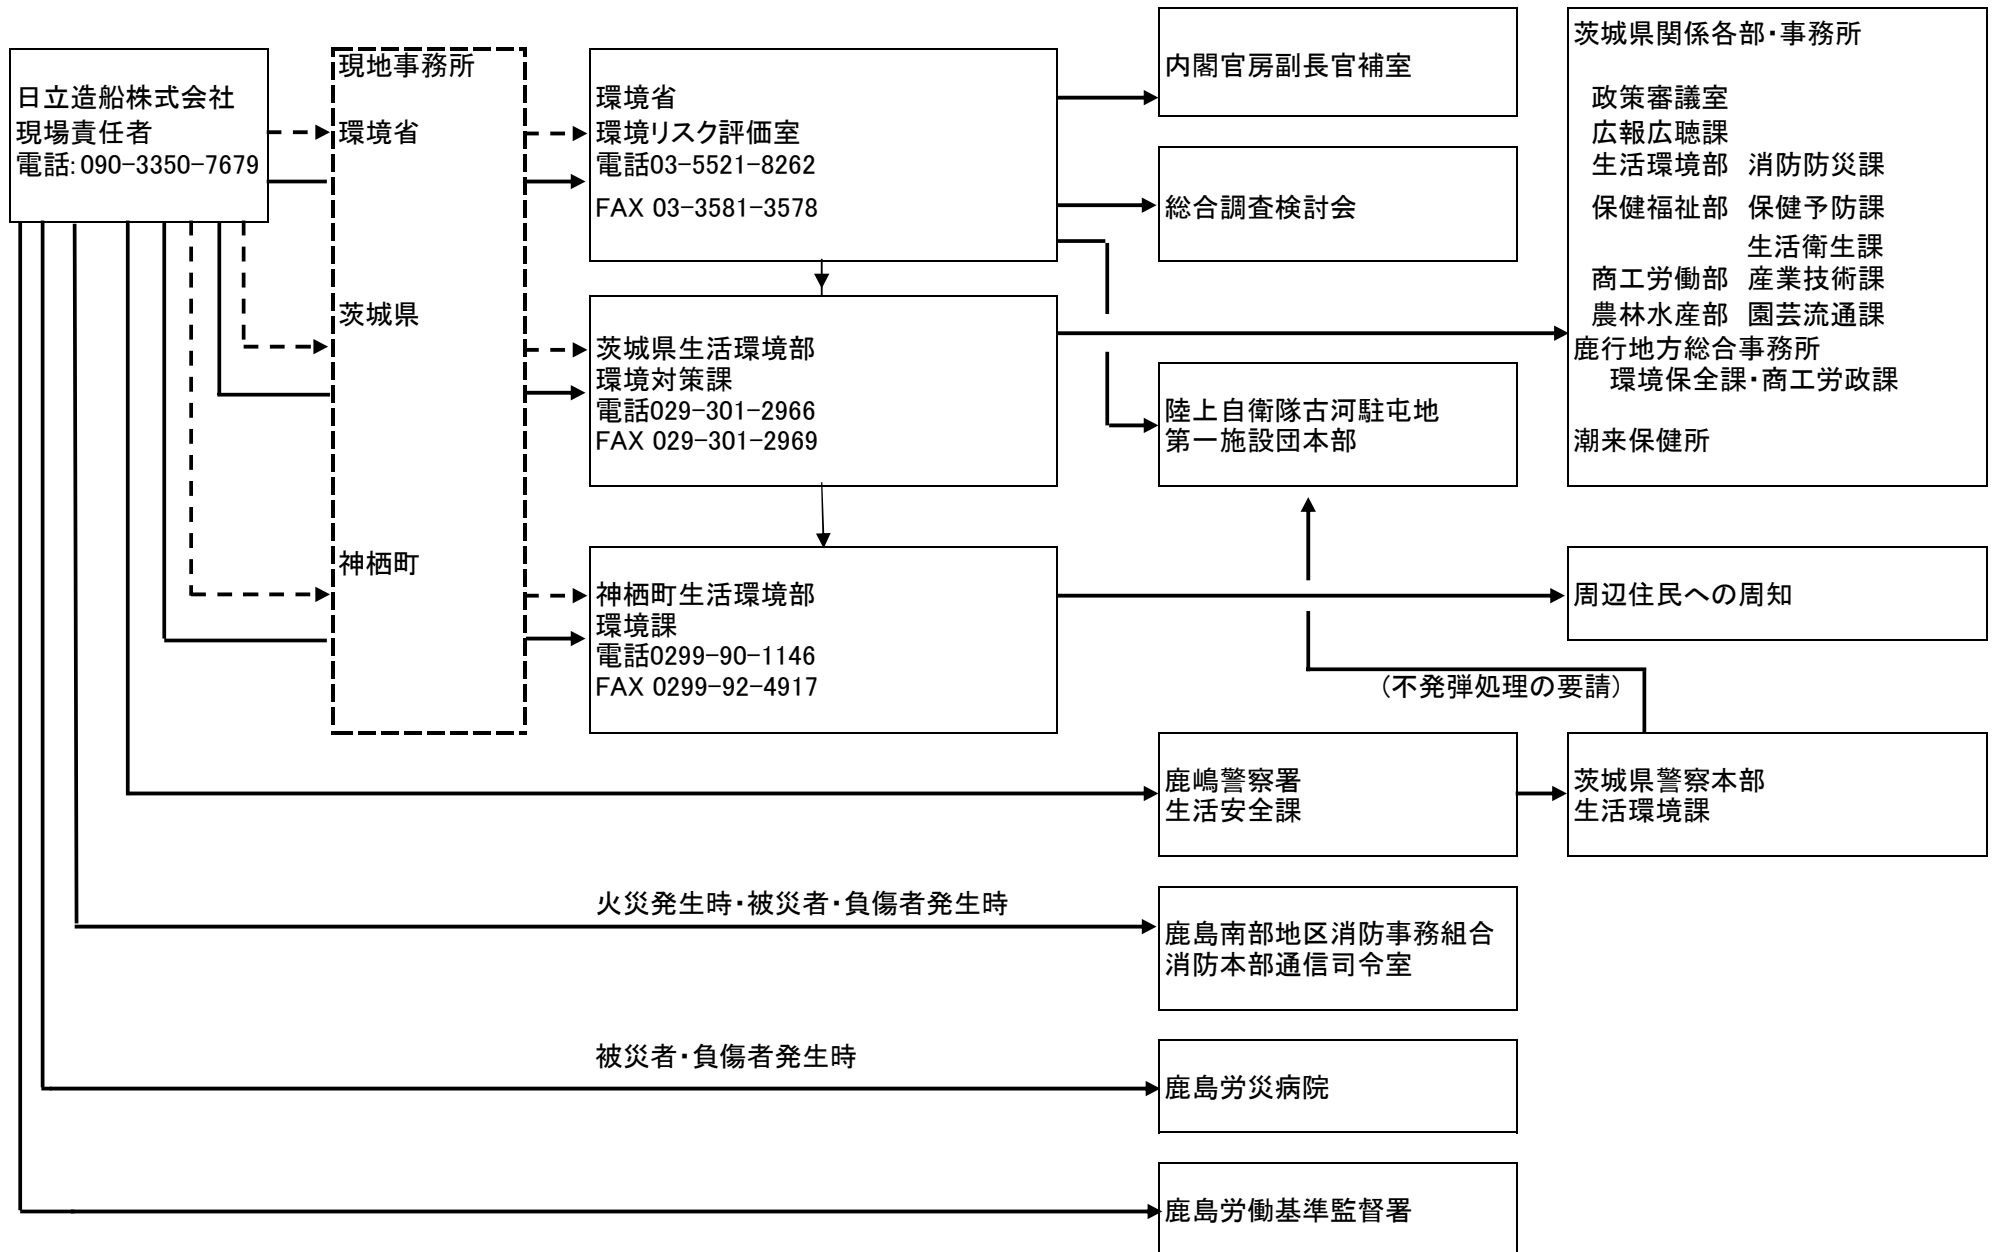 日立造船株式会社
現場責任者
電話:090-3350-7679
現地事務所
環境省
茨城県
神栖町
環境省
環境リスク評価室
電話03-5521-8262
FAX 03-3581-3578
茨城県生活環境部
環境対策課
電話029-301-2966
FAX 029-301-2969
神栖町生活環境部
環境課
電話0299-90-1146
FAX 0299-92-4917
内閣官房副長官補室
総合調査検討会
陸上自衛隊古河駐屯地
第一施設団本部
茨城県関係各部・事務所
政策審議室
広報広聴課
生活環境部 消防防災課
保健福祉部 保健予防課
生活衛生課
商工労働部 産業技術課
農林水産部 園芸流通課
鹿行地方総合事務所
環境保全課・商工労政課
潮来保健所
周辺住民への周知
(不発弾処理の要請)
鹿嶋警察署
生活安全課
茨城県警察本部
生活環境課
火災発生時・被災者・負傷者発生時
鹿島南部地区消防事務組合
消防本部通信司令室
被災者・負傷者発生時
鹿島労災病院
鹿島労働基準監督署